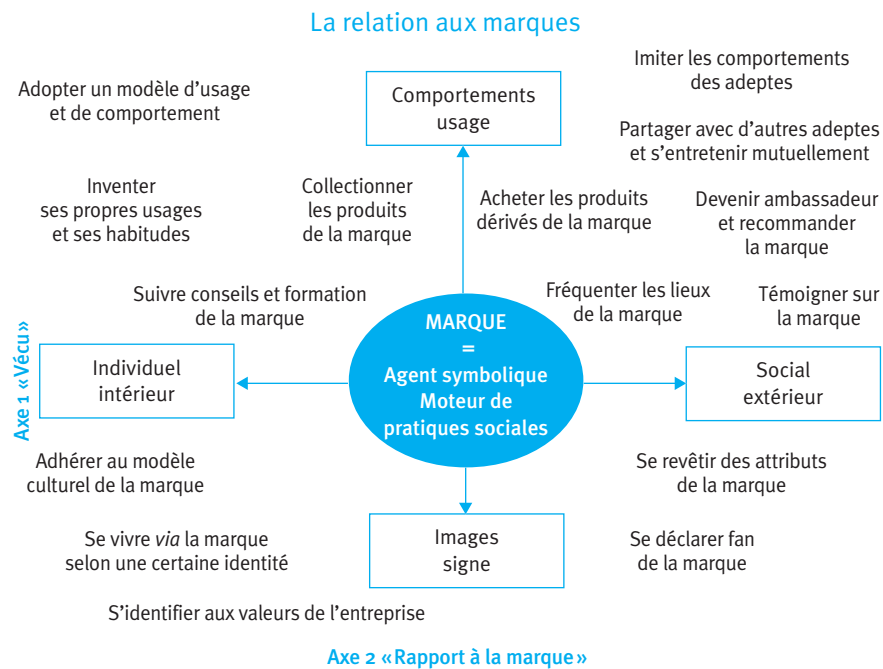 La relation aux marques
Adopter un modèle d’usage
et de comportement
Comportements
usage
Imiter les comportements
des adeptes
Partager avec d’autres adeptes
et s’entretenir mutuellement
Inventer
ses propres usages
et ses habitudes
Collectionner
les produits
de la marque
Acheter les produits
dérivés de la marque
Devenir ambassadeur
et recommander
la marque
Suivre conseils et formation
de la marque
Fréquenter les lieux
de la marque
Témoigner sur
la marque
Axe 1 «Vécu»
Individuel
intérieur
MARQUE
=
Agent symbolique
Moteur de
pratiques sociales
Social
extérieur
Adhérer au modèle
culturel de la marque
Se revêtir des attributs
de la marque
Se vivre via la marque
selon une certaine identité
Images
signe
Se déclarer fan
de la marque
S’identifier aux valeurs de l’entreprise
Axe 2 «Rapport à la marque»